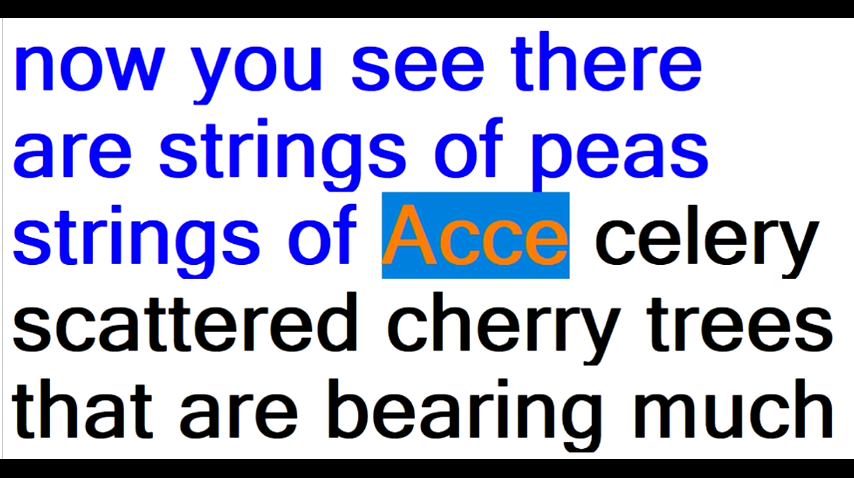 now you see there
are strings of peas
strings of Acce celery
scattered cherry trees
that are bearing much